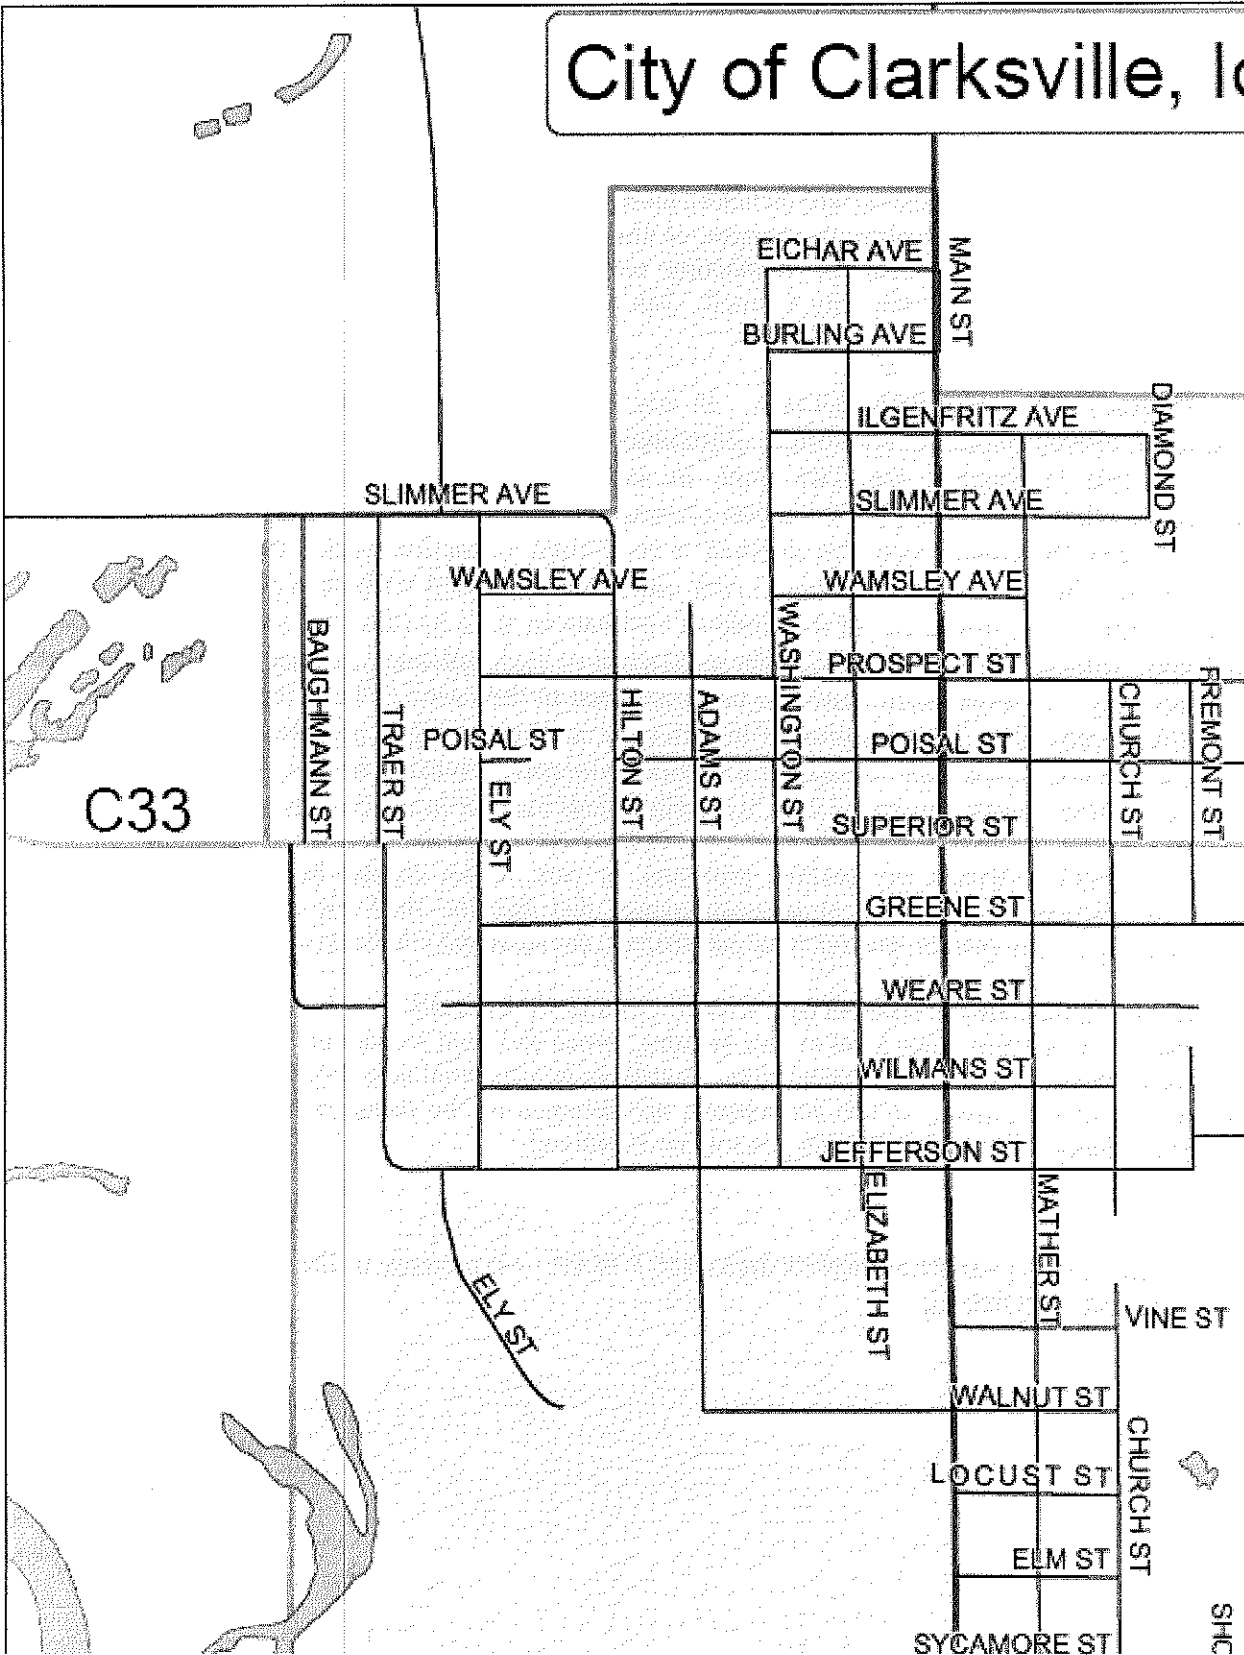 City of Clarksville,
EICHAR AVE
MAIN ST
BURLING AVE
DIAMOND ST
ILGENFRITZ AVE
SLIMMER AVE
SLIMMER AVE
WAMSLEY AVE
WAMSLEY AVE
WASHINGTON ST
BAUGHMANN ST
PROSPECT ST
FREMONT ST
HILTON ST
ADAMS ST
CHURCH ST
TRAER ST
POISAL ST
POISAL ST
ELY ST
C33
SUPERIOR ST
GREENE ST
WEARE ST
WILMANS ST
JEFFERSON ST
ELIZABETH ST
MATHER ST
ELY ST
VINE ST
WALNUT ST
CHURCH ST
LOCUST ST
ELM ST
SYCAMORE ST